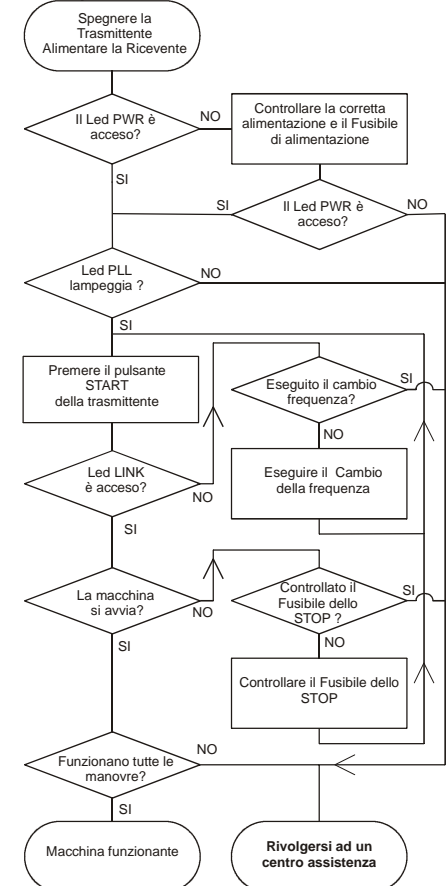 Spegnere la
Trasmittente
Alimentare la Ricevente
Il Led PWR è
acceso?
NO
Controllare la corretta
alimentazione e il Fusibile
di alimentazione
SI
SI
Il Led PWR è
acceso?
NO
Led PLL
lampeggia ?
NO
SI
Premere il pulsante
START
della trasmittente
Eseguito il cambio
frequenza?
SI
NO
Led LINK
è acceso?
NO
Eseguire il Cambio
della frequenza
SI
La macchina
si avvia?
NO
Controllato il
Fusibile dello
STOP ?
SI
NO
SI
Controllare il Fusibile dello
STOP
Funzionano tutte le
manovre?
NO
SI
Macchina funzionante
Rivolgersi ad un
centro assistenza